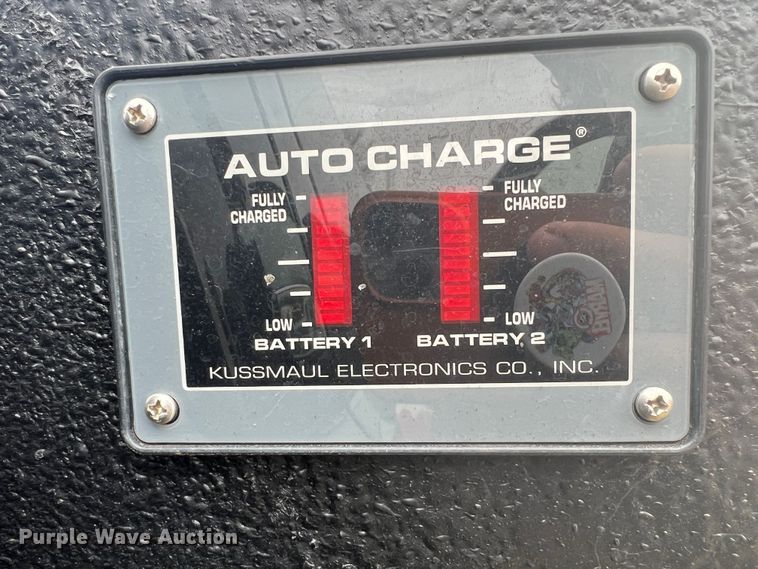 AUTO CHARGE®
FULLY
CHARGED
FULLY
CHARGED
LOW
LOW
BATTERY 1
BATTERY 2
KUSSMAUL ELECTRONICS CO., INC.
MARVEL
Purple Wave Auction